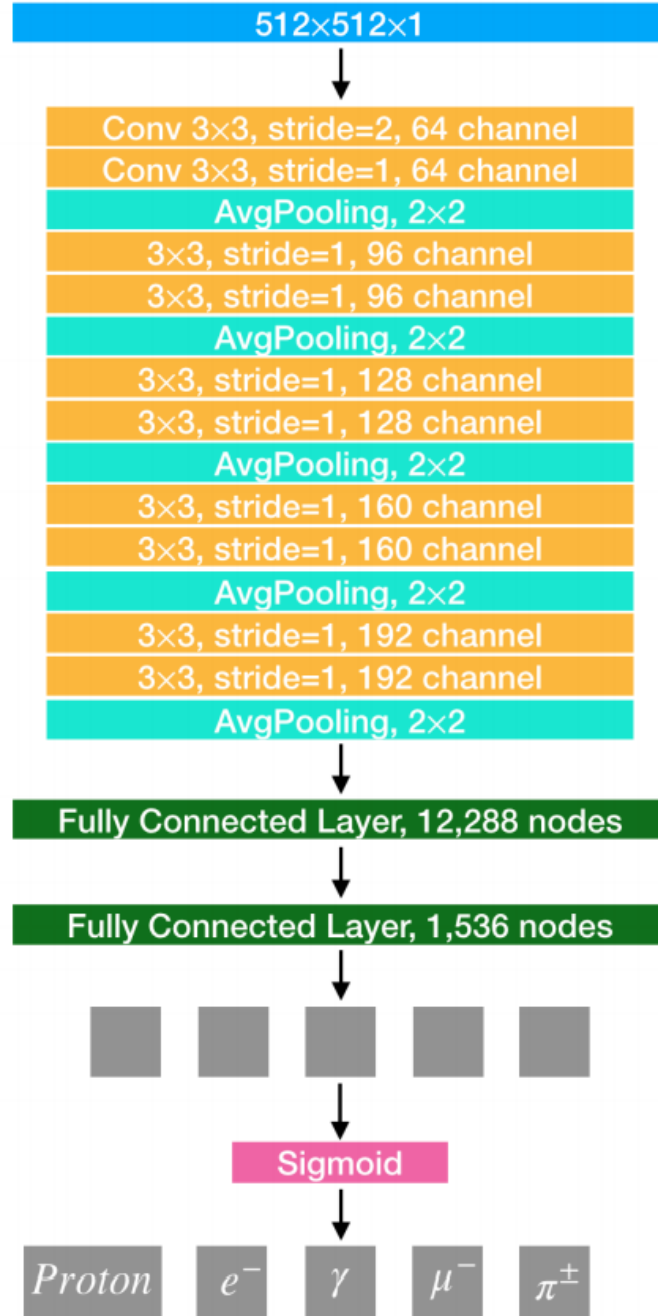 512×512×1
Conv 3×3, stride=2, 64 channel
Conv 3×3, stride=1, 64 channel
AvgPooling, 2×2
3×3, stride=1, 96 channel
3×3, stride=1, 96 channel
AvgPooling, 2×2
3×3, stride=1, 128 channel
3×3, stride=1, 128 channel
AvgPooling, 2×2
3×3, stride=1, 160 channel
3×3, stride=1, 160 channel
AvgPooling, 2×2
3×3, stride=1, 192 channel
3×3, stride=1, 192 channel
AvgPooling, 2×2
Fully Connected Layer, 12,288 nodes
Fully Connected Layer, 1,536 nodes
Sigmoid
Proton e⁻ γ μ⁻ π±